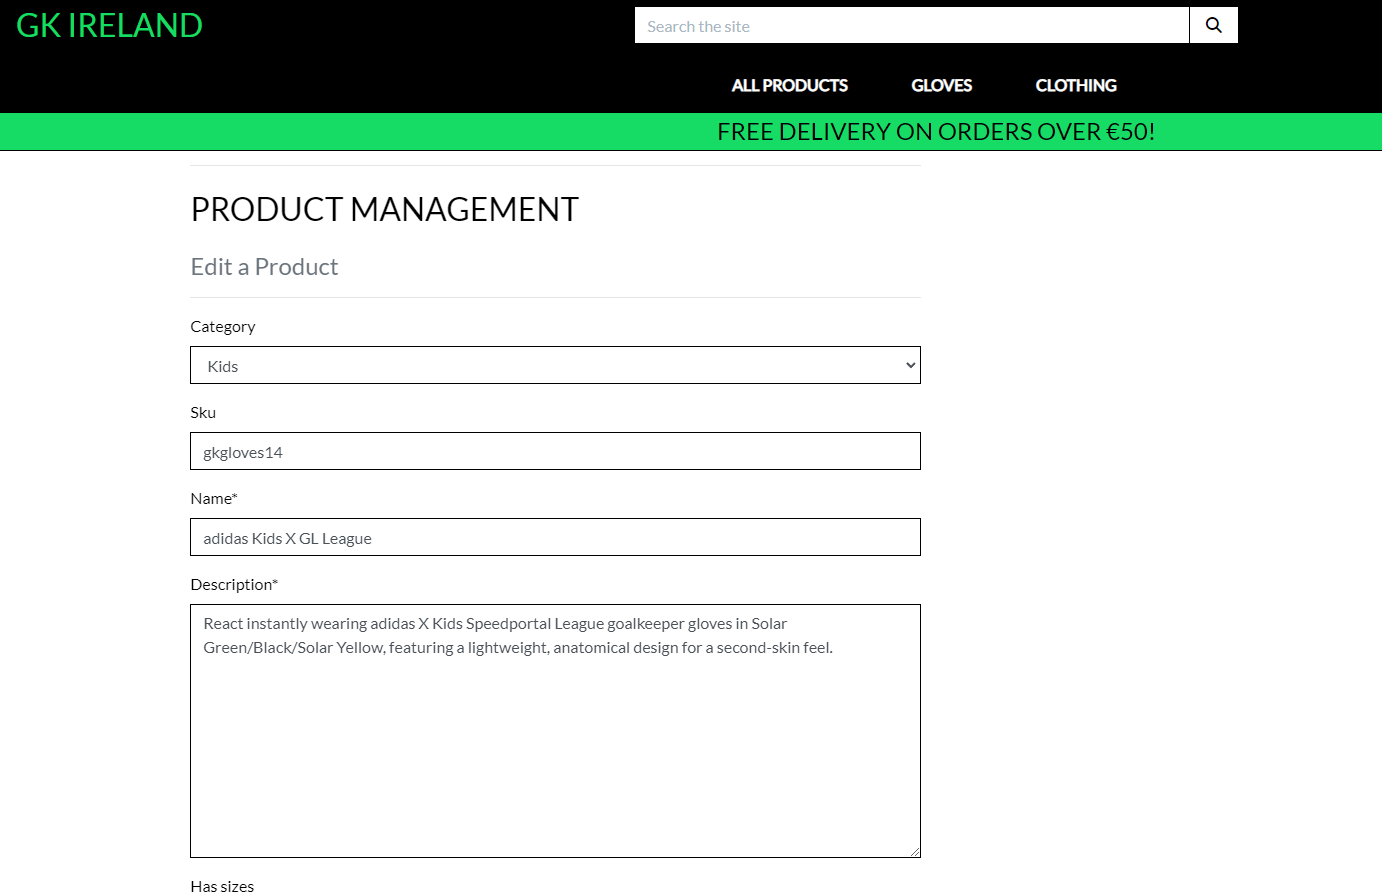 GK IRELAND
Search the site
ALL PRODUCTS GLOVES CLOTHING
FREE DELIVERY ON ORDERS OVER €50!
PRODUCT MANAGEMENT
Edit a Product
Category
Kids
Sku
gkgloves14
Name*
adidas Kids X GL League
Description*
React instantly wearing adidas X Kids Speedportal League goalkeeper gloves in Solar
Green/Black/Solar Yellow, featuring a lightweight, anatomical design for a second-skin feel.
Has sizes